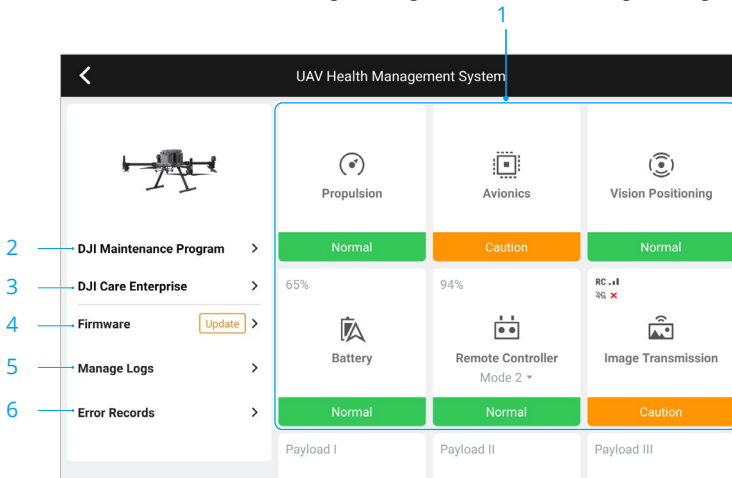 1
UAV Health Management System
Propulsion
Normal
Avionics
Caution
Vision Positioning
Normal
2
DJI Maintenance Program
3
DJI Care Enterprise
4
Firmware
Update
5
Manage Logs
6
Error Records
65%
Battery
Normal
94%
Remote Controller
Mode 2
Normal
RC
4G
Image Transmission
Caution
Payload I
Payload II
Payload III